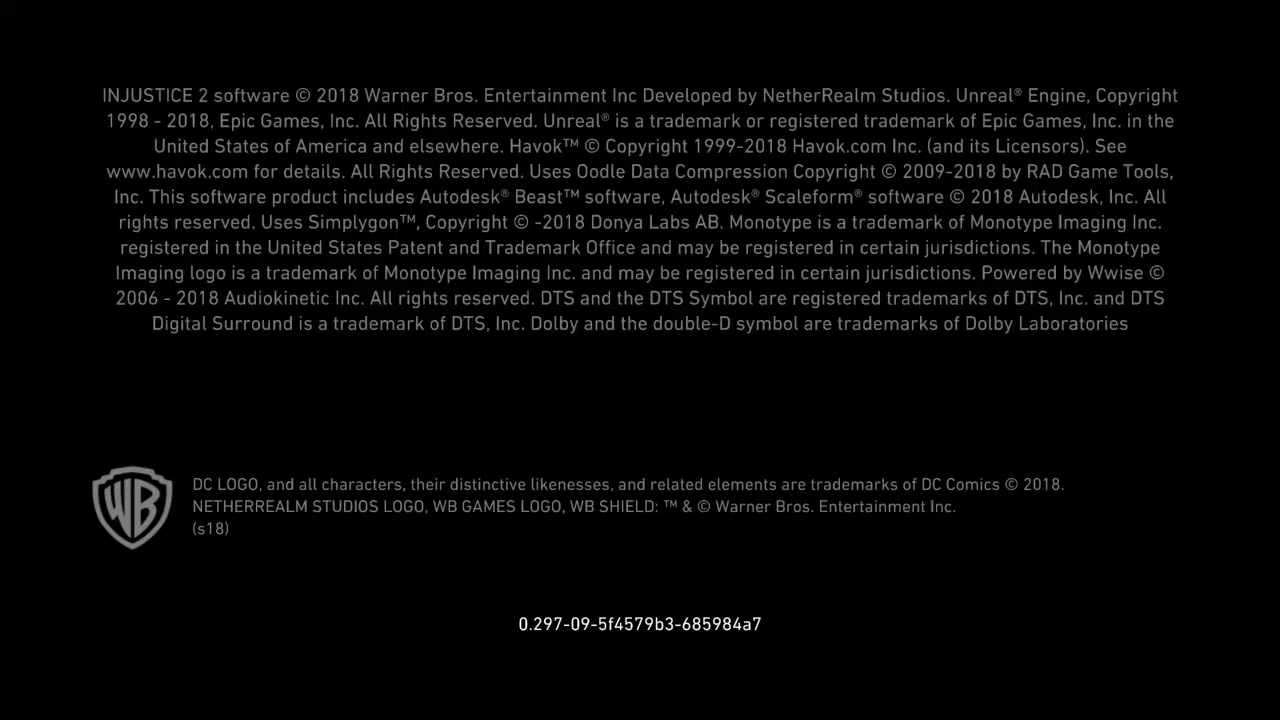 INJUSTICE 2 software © 2018 Warner Bros. Entertainment Inc Developed by NetherRealm Studios. Unreal® Engine, Copyright
1998 - 2018, Epic Games, Inc. All Rights Reserved. Unreal® is a trademark or registered trademark of Epic Games, Inc. in the
United States of America and elsewhere. Havok™ © Copyright 1999-2018 Havok.com Inc. (and its Licensors). See
www.havok.com for details. All Rights Reserved. Uses Oodle Data Compression Copyright © 2009-2018 by RAD Game Tools,
Inc. This software product includes Autodesk® Beast™ software, Autodesk® Scaleform® software © 2018 Autodesk, Inc. All
rights reserved. Uses Simplygon™, Copyright © -2018 Donya Labs AB. Monotype is a trademark of Monotype Imaging Inc.
registered in the United States Patent and Trademark Office and may be registered in certain jurisdictions. The Monotype
Imaging logo is a trademark of Monotype Imaging Inc. and may be registered in certain jurisdictions. Powered by Wwise ©
2006 - 2018 Audiokinetic Inc. All rights reserved. DTS and the DTS Symbol are registered trademarks of DTS, Inc. and DTS
Digital Surround is a trademark of DTS, Inc. Dolby and the double-D symbol are trademarks of Dolby Laboratories
WB
DC LOGO, and all characters, their distinctive likenesses, and related elements are trademarks of DC Comics © 2018.
NETHERREALM STUDIOS LOGO, WB GAMES LOGO, WB SHIELD: ™ & © Warner Bros. Entertainment Inc.
(s18)
0.297-09-5f4579b3-685984a7